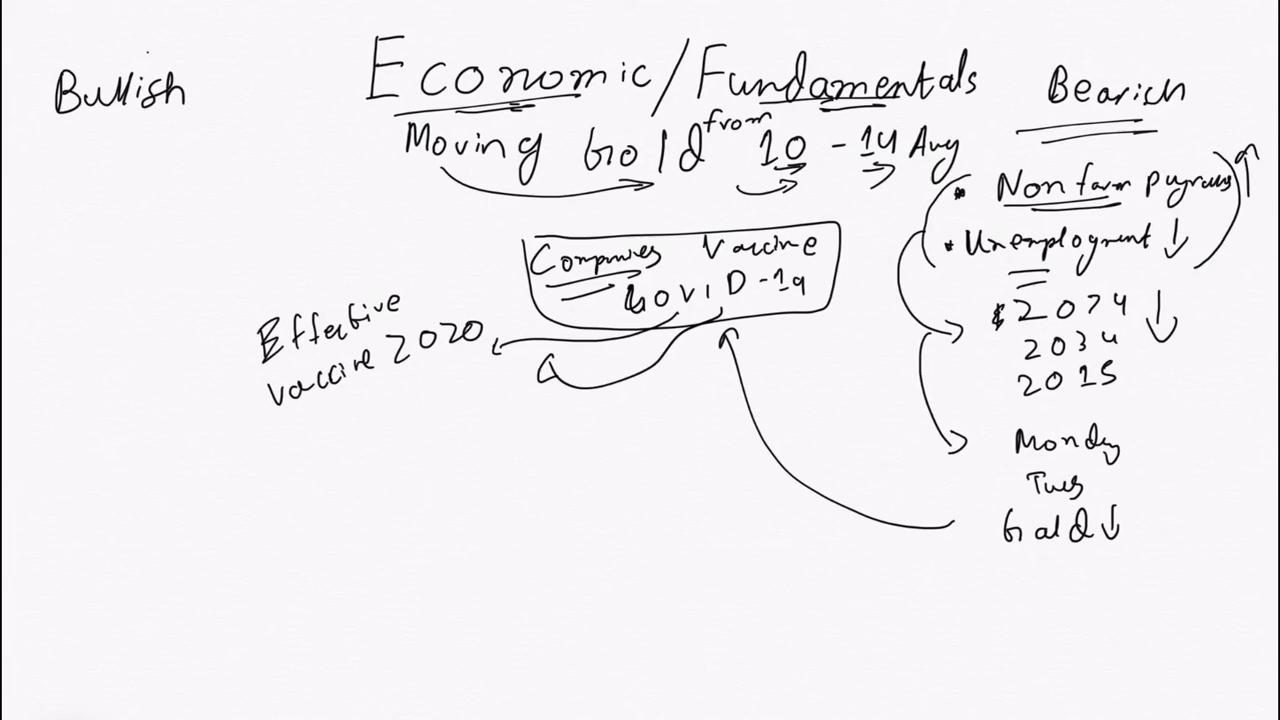 Bullish
Economic/Fundamentals
Bearish
Moving Gold from 10 - 14 Aug
• Non farm
• Unemployment ↓
Companies Vaccine
COVID-19
Effective
vaccine 2020
$2074 ↓
2034
2015
Monday
Tues
Gold ↓